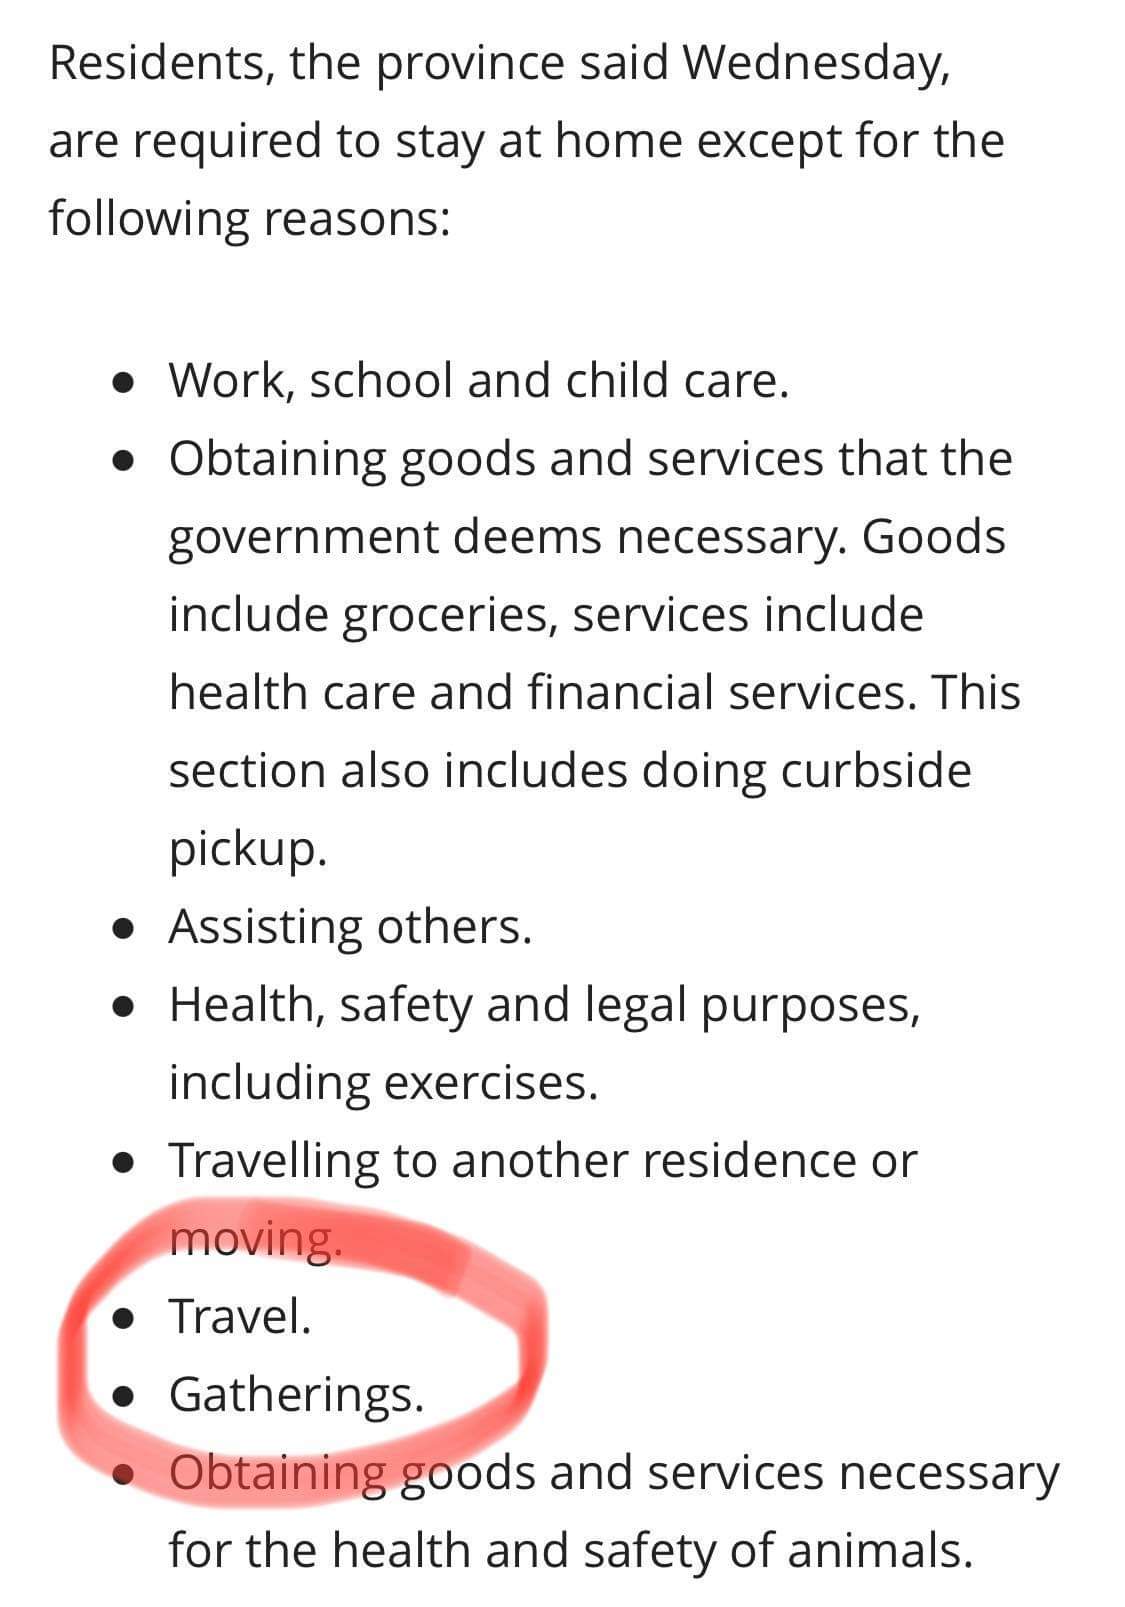 Residents, the province said Wednesday,
are required to stay at home except for the
following reasons:
● Work, school and child care.
● Obtaining goods and services that the
government deems necessary. Goods
include groceries, services include
health care and financial services. This
section also includes doing curbside
pickup.
● Assisting others.
● Health, safety and legal purposes,
including exercises.
● Travelling to another residence or
moving.
● Travel.
● Gatherings.
● Obtaining goods and services necessary
for the health and safety of animals.